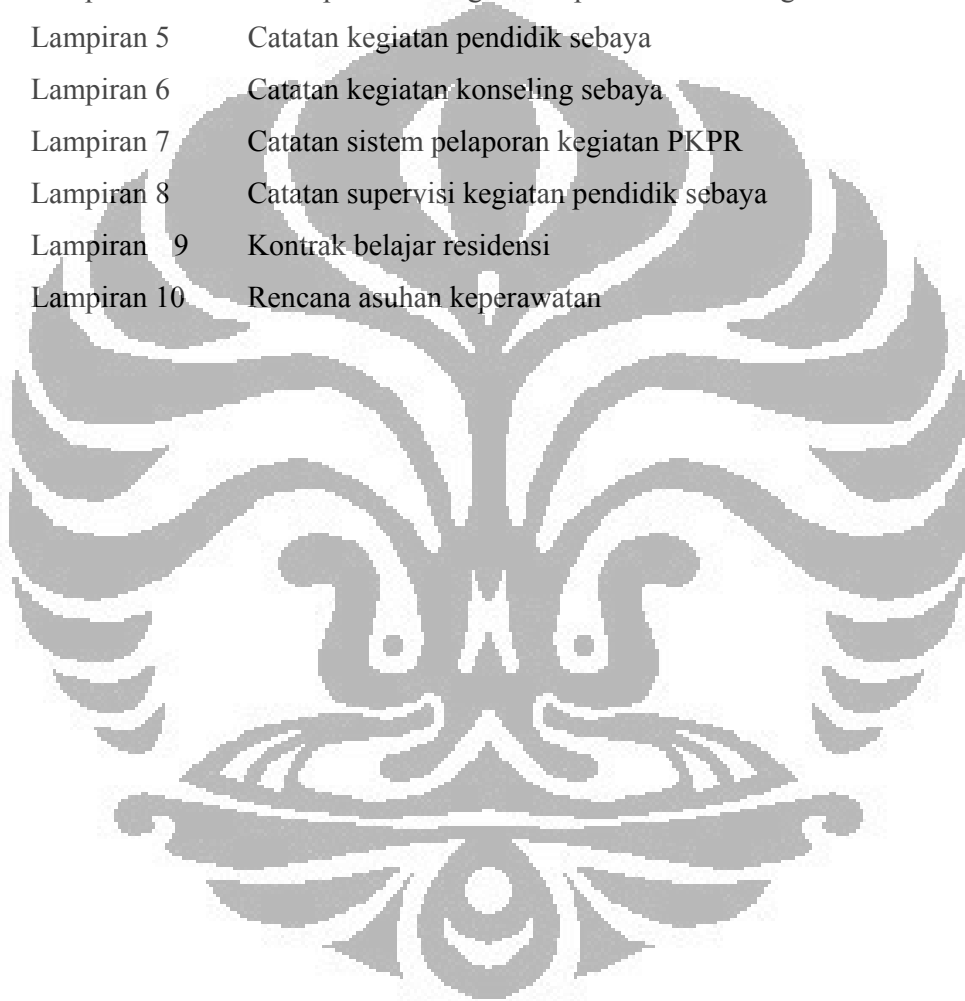 Lampiran 5 Catatan kegiatan pendidik sebaya
Lampiran 6 Catatan kegiatan konseling sebaya
Lampiran 7 Catatan sistem pelaporan kegiatan PKPR
Lampiran 8 Catatan supervisi kegiatan pendidik sebaya
Lampiran 9 Kontrak belajar residensi
Lampiran 10 Rencana asuhan keperawatan